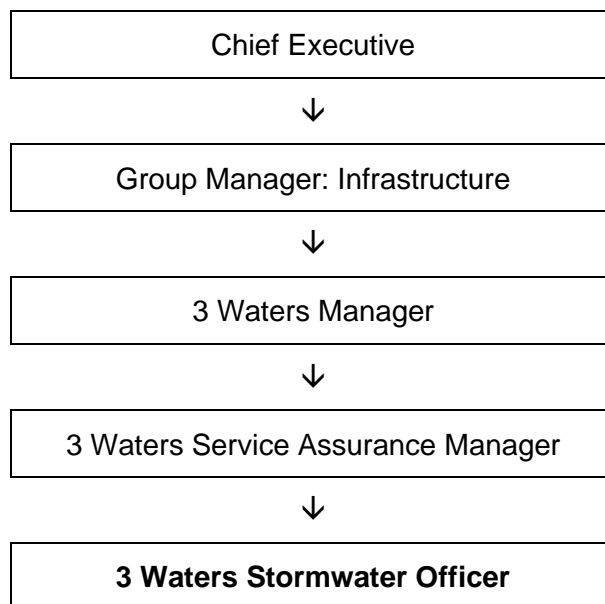 Chief Executive
↓
Group Manager: Infrastructure
↓
3 Waters Manager
↓
3 Waters Service Assurance Manager
↓
3 Waters Stormwater Officer